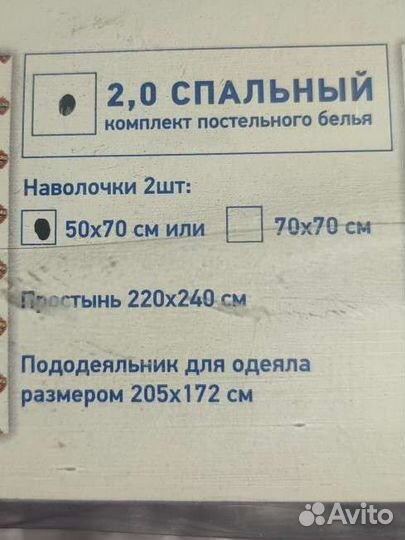 2,0 СПАЛЬНЫЙ
комплект постельного белья
Наволочки 2шт:
50х70 см или 70х70 см
Простынь 220х240 см
Пододеяльник для одеяла
размером 205х172 см
Avito